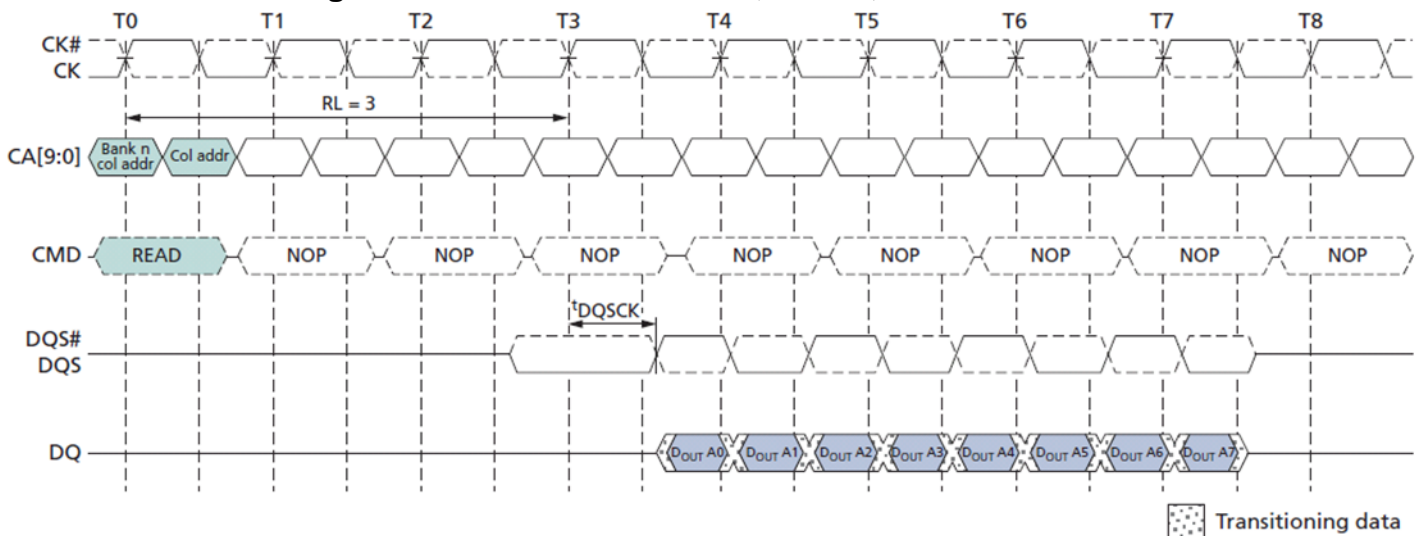 T0 T1 T2 T3 T4 T5 T6 T7 T8
CK#
CK
RL = 3
CA[9:0] Bank n col addr Col addr
CMD READ NOP NOP NOP NOP NOP NOP NOP NOP
tDQSCK
DQS#
DQS
DQ DOUT A0 DOUT A1 DOUT A2 DOUT A3 DOUT A4 DOUT A5 DOUT A6 DOUT A7
Transitioning data